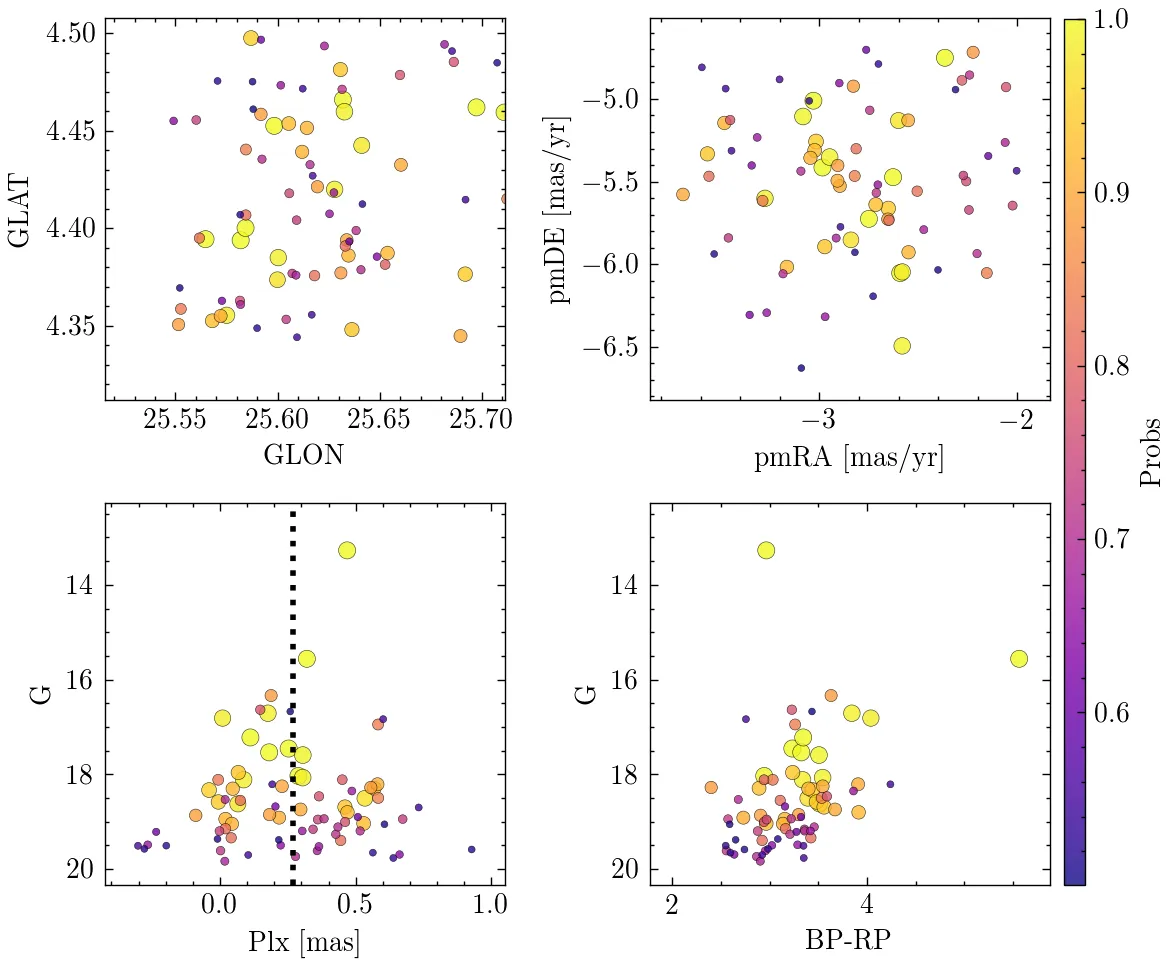 4.50
4.45
4.40
4.35
GLAT
25.55 25.60 25.65 25.70
GLON
−5.0
−5.5
−6.0
−6.5
pmDE [mas/yr]
−3 −2
pmRA [mas/yr]
1.0
0.9
0.8
0.7
0.6
Probs
14
16
18
20
G
0.0 0.5 1.0
Plx [mas]
14
16
18
20
G
2 4
BP-RP